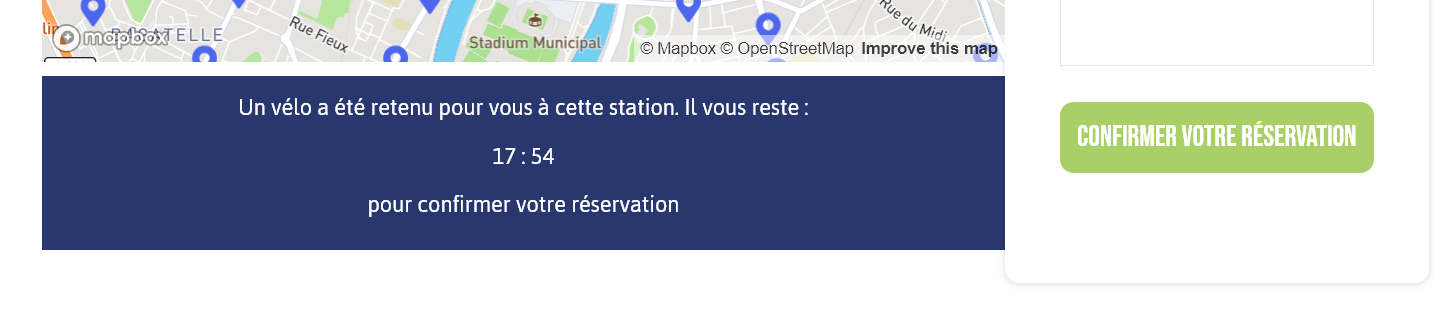 BAGATELLE
mapbox
Rue Fieux
Stadium Municipal
Rue du Midi
© Mapbox © OpenStreetMap Improve this map
Un vélo a été retenu pour vous à cette station. Il vous reste :
17 : 54
pour confirmer votre réservation
CONFIRMER VOTRE RÉSERVATION